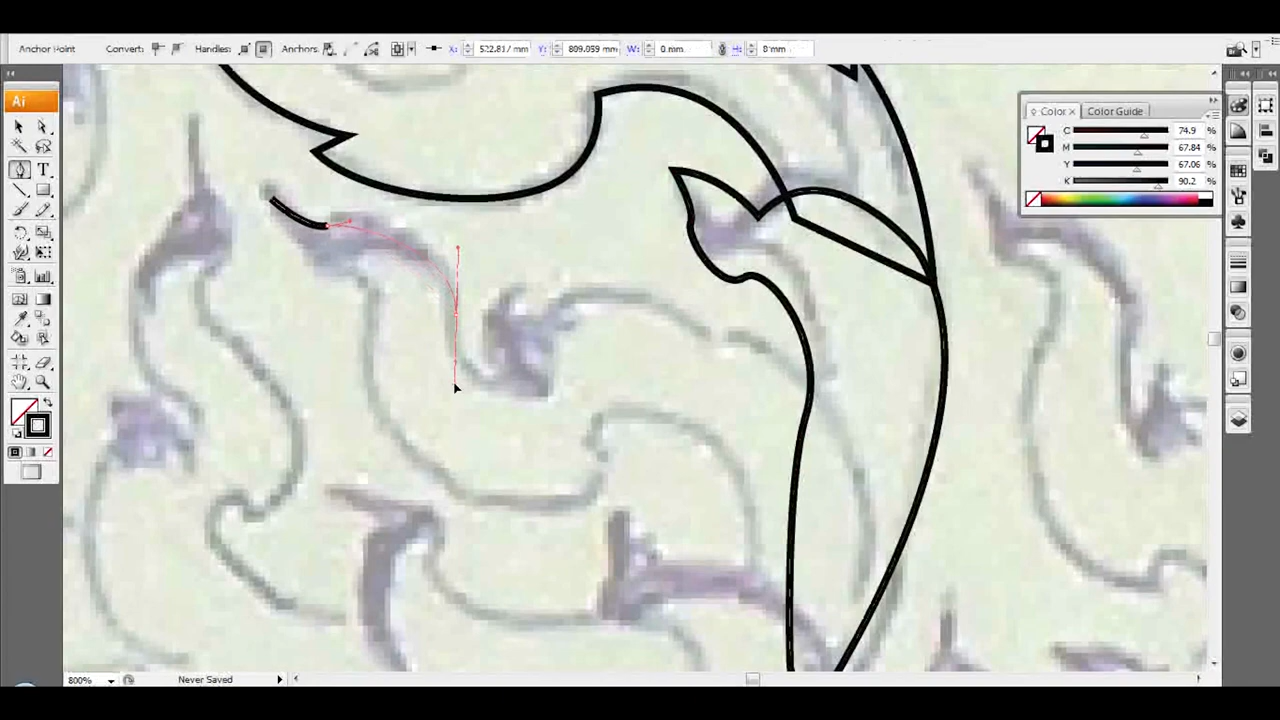 Anchor Point Convert: Handles: Anchors: X: 522.817 mm Y: 809.059 mm W: 0 mm H: 0 mm
Ai
T
Color × Color Guide
C 74.9 %
M 67.84 %
Y 67.06 %
K 90.2 %
800% Never Saved